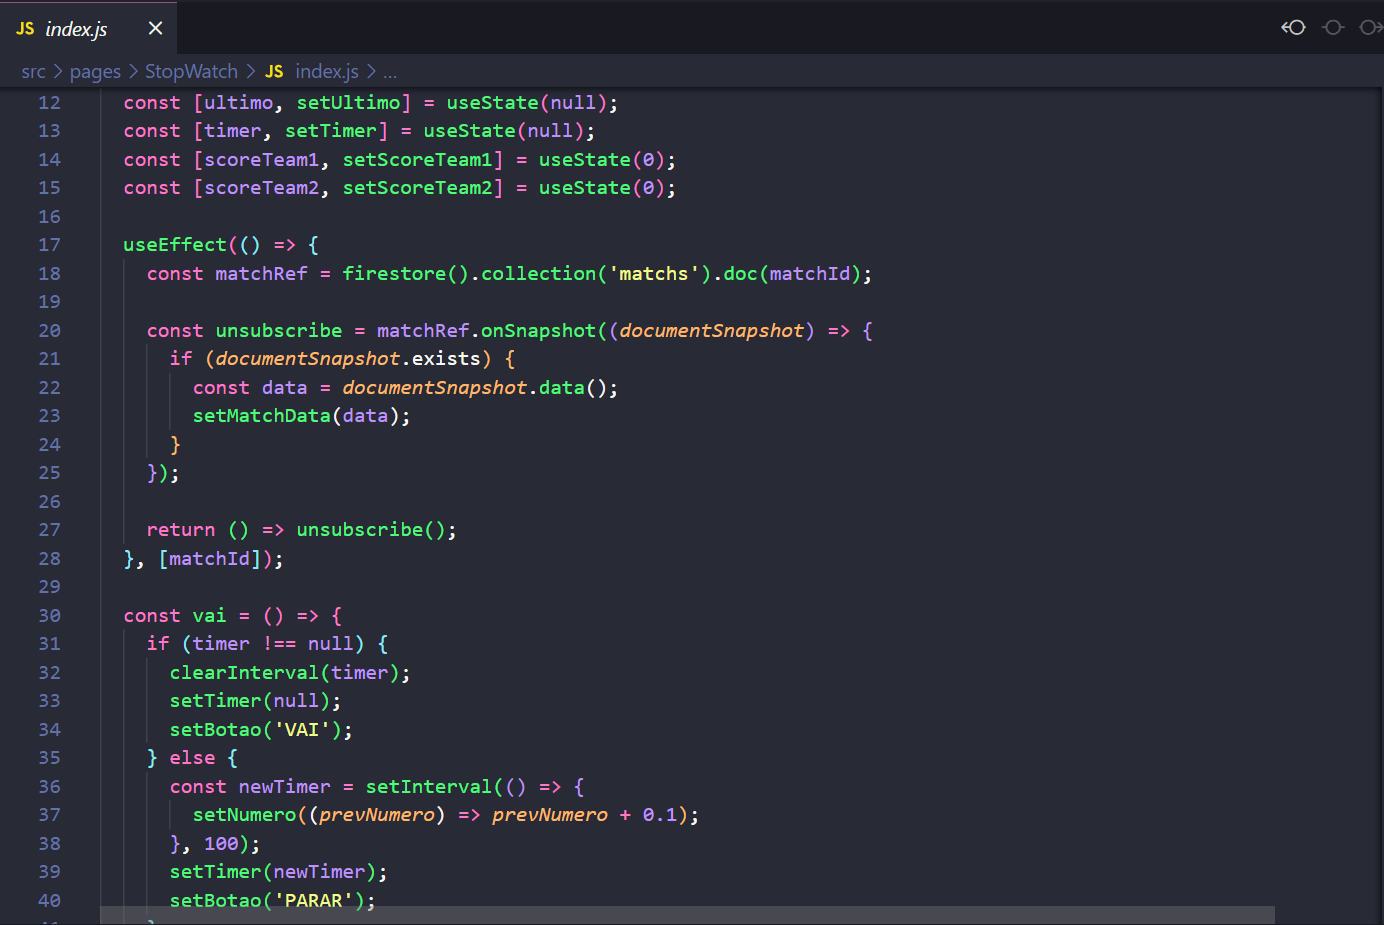 JS index.js ×
src > pages > StopWatch > JS index.js > ...
12 const [ultimo, setUltimo] = useState(null);
13 const [timer, setTimer] = useState(null);
14 const [scoreTeam1, setScoreTeam1] = useState(0);
15 const [scoreTeam2, setScoreTeam2] = useState(0);
16
17 useEffect(() => {
18 const matchRef = firestore().collection('matchs').doc(matchId);
19
20 const unsubscribe = matchRef.onSnapshot((documentSnapshot) => {
21 if (documentSnapshot.exists) {
22 const data = documentSnapshot.data();
23 setMatchData(data);
24 }
25 });
26
27 return () => unsubscribe();
28 }, [matchId]);
29
30 const vai = () => {
31 if (timer !== null) {
32 clearInterval(timer);
33 setTimer(null);
34 setBotao('VAI');
35 } else {
36 const newTimer = setInterval(() => {
37 setNumero((prevNumero) => prevNumero + 0.1);
38 }, 100);
39 setTimer(newTimer);
40 setBotao('PARAR');